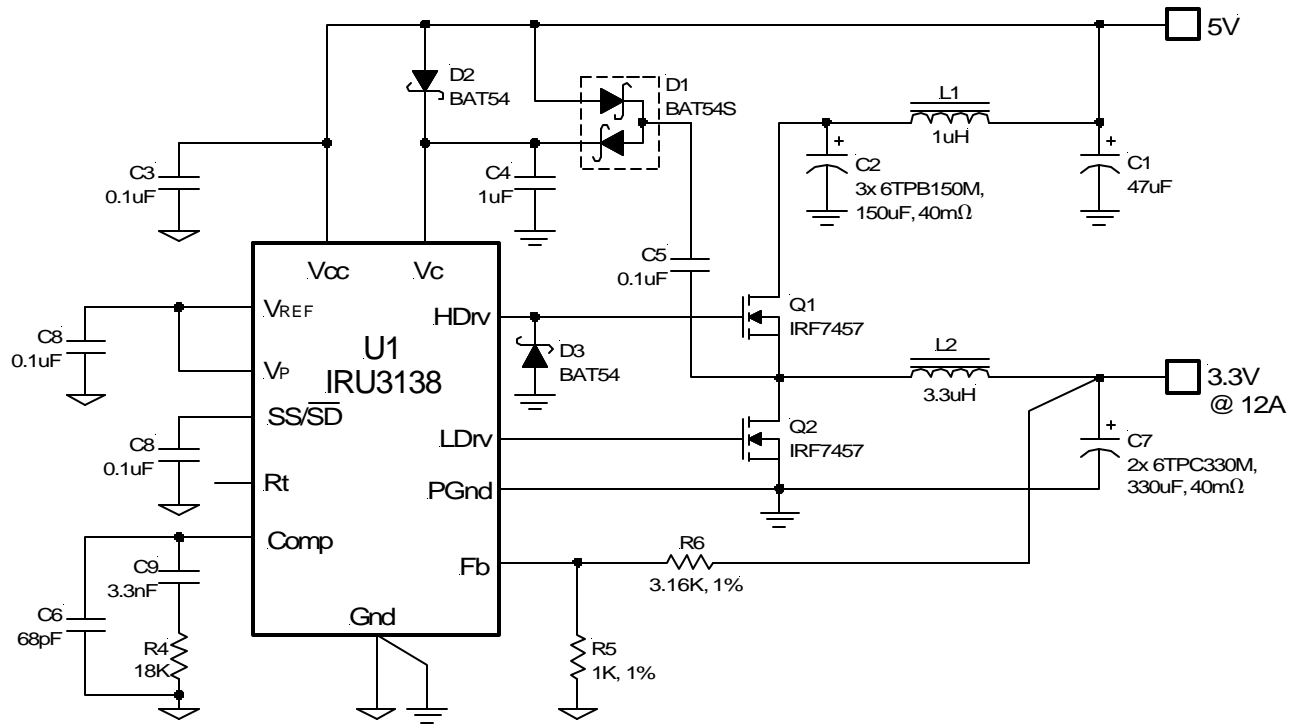 5V
D2
BAT54
D1
BAT54S
L1
1uH
C3
0.1uF
C4
1uF
C2
3x 6TPB150M,
150uF, 40mΩ
C1
47uF
C5
0.1uF
Vcc
Vc
VREF
HDrv
Q1
IRF7457
C8
0.1uF
U1
IRU3138
VP
D3
BAT54
L2
3.3uH
3.3V
@ 12A
SS/SD
C8
0.1uF
LDrv
Q2
IRF7457
C7
2x 6TPC330M,
330uF, 40mΩ
Rt
PGnd
Comp
C9
3.3nF
Fb
R6
3.16K, 1%
C6
68pF
R4
18K
Gnd
R5
1K, 1%